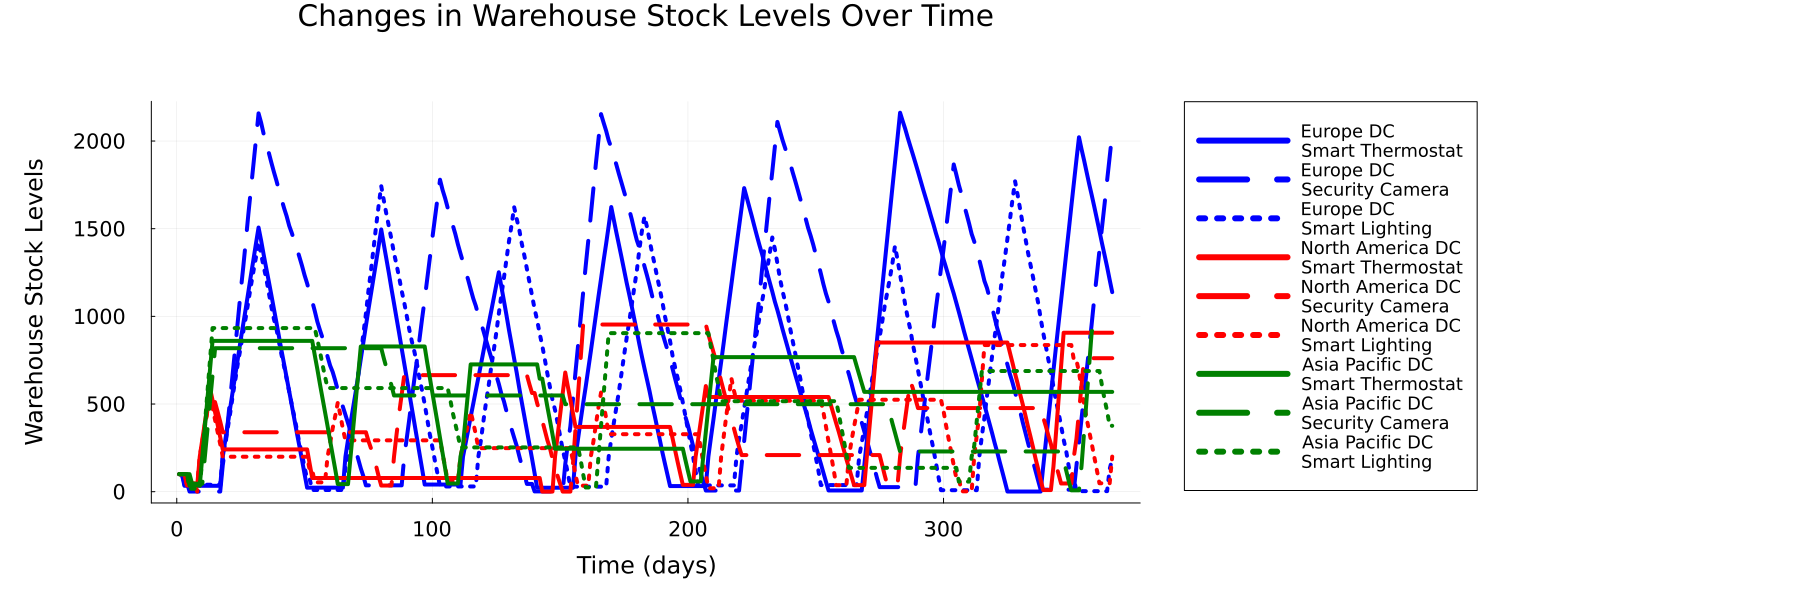 Changes in Warehouse Stock Levels Over Time
Warehouse Stock Levels
2000
1500
1000
500
0
0
100
200
300
Time (days)
Europe DC
Smart Thermostat
Europe DC
Security Camera
Europe DC
Smart Lighting
North America DC
Smart Thermostat
North America DC
Security Camera
North America DC
Smart Lighting
Asia Pacific DC
Smart Thermostat
Asia Pacific DC
Security Camera
Asia Pacific DC
Smart Lighting